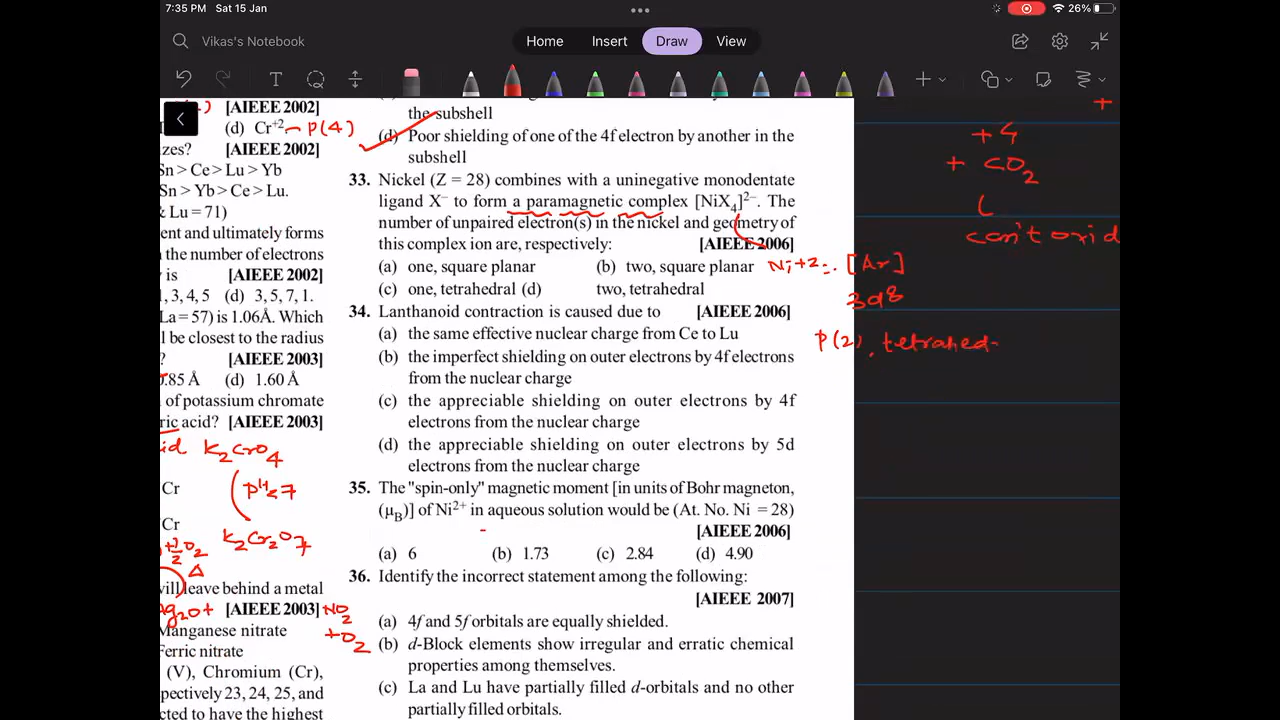 7:35 PM Sat 15 Jan
26%
Vikas's Notebook
Home Insert Draw View
[AIEEE 2002]
(d) Cr+2 P(4)
zes? [AIEEE 2002]
Sn > Ce > Lu > Yb
Sn > Yb > Ce > Lu.
& Lu = 71)
ent and ultimately forms
n the number of electrons
y is [AIEEE 2002]
1, 3, 4, 5 (d) 3, 5, 7, 1.
La = 57) is 1.06Å. Which
l be closest to the radius
? [AIEEE 2003]
.85 Å (d) 1.60 Å
of potassium chromate
ric acid? [AIEEE 2003]
id K2CrO4
Cr
pH<7
Cr
K2Cr2O7
+1/2O2
Δ
will leave behind a metal
Ag2O+ [AIEEE 2003] NO2
+O2
Manganese nitrate
Ferric nitrate
(V), Chromium (Cr),
pectively 23, 24, 25, and
cted to have the highest
the subshell
(d) Poor shielding of one of the 4f electron by another in the
subshell
33. Nickel (Z = 28) combines with a uninegative monodentate
ligand X⁻ to form a paramagnetic complex [NiX4]2−. The
number of unpaired electron(s) in the nickel and geometry of
this complex ion are, respectively: [AIEEE 2006]
(a) one, square planar (b) two, square planar
(c) one, tetrahedral (d) two, tetrahedral
34. Lanthanoid contraction is caused due to [AIEEE 2006]
(a) the same effective nuclear charge from Ce to Lu
(b) the imperfect shielding on outer electrons by 4f electrons
from the nuclear charge
(c) the appreciable shielding on outer electrons by 4f
electrons from the nuclear charge
(d) the appreciable shielding on outer electrons by 5d
electrons from the nuclear charge
35. The "spin-only" magnetic moment [in units of Bohr magneton,
(μB)] of Ni2+ in aqueous solution would be (At. No. Ni = 28)
[AIEEE 2006]
(a) 6 (b) 1.73 (c) 2.84 (d) 4.90
36. Identify the incorrect statement among the following:
[AIEEE 2007]
(a) 4f and 5f orbitals are equally shielded.
(b) d-Block elements show irregular and erratic chemical
properties among themselves.
(c) La and Lu have partially filled d-orbitals and no other
partially filled orbitals.
+
+4
+ CO2
can't oxid
Ni+2=. [Ar]
3d8
P(2), tetrahed-